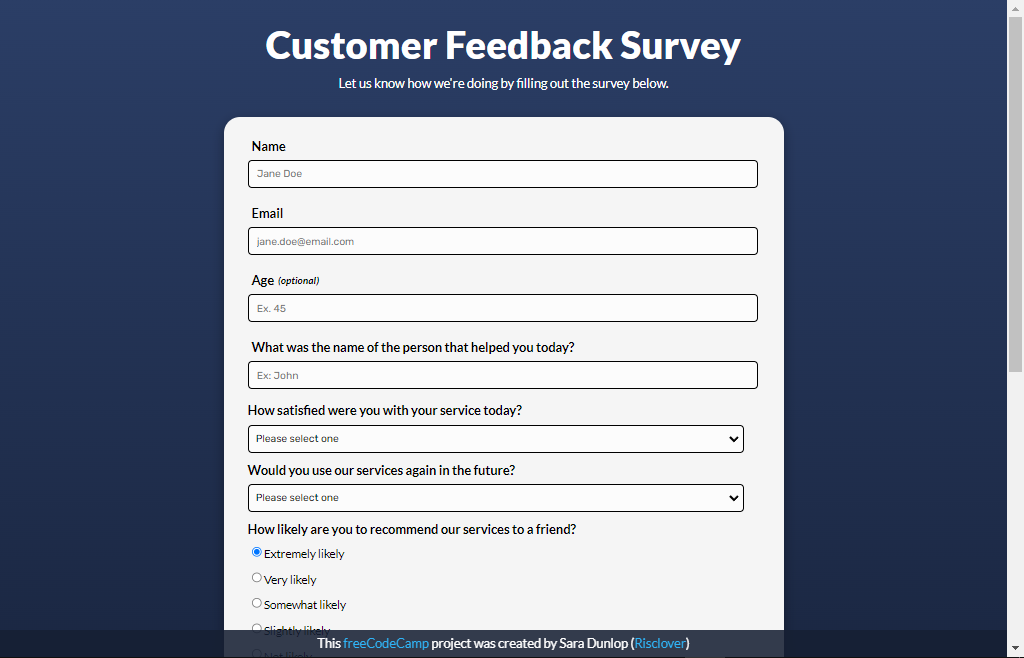 Customer Feedback Survey
Let us know how we're doing by filling out the survey below.
Name
Jane Doe
Email
jane.doe@email.com
Age (optional)
Ex. 45
What was the name of the person that helped you today?
Ex: John
How satisfied were you with your service today?
Please select one
Would you use our services again in the future?
Please select one
How likely are you to recommend our services to a friend?
Extremely likely
Very likely
Somewhat likely
Slightly likely
This freeCodeCamp project was created by Sara Dunlop (Risclover)
Not likely